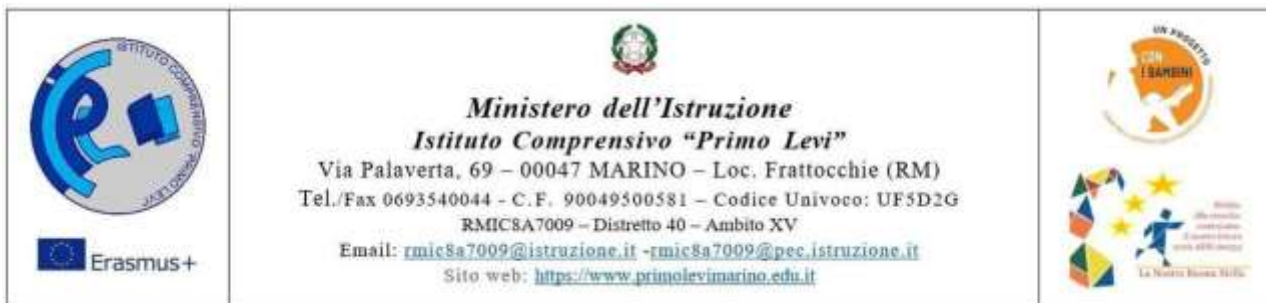 ISTITUTO COMPRENSIVO "PRIMO LEVI"
Erasmus+
Ministero dell'Istruzione
Istituto Comprensivo "Primo Levi"
Via Palaverta, 69 – 00047 MARINO – Loc. Frattocchie (RM)
Tel./Fax 0693540044 - C.F. 90049500581 – Codice Univoco: UF5D2G
RMIC8A7009 – Distretto 40 – Ambito XV
Email: rmic8a7009@istruzione.it -rmic8a7009@pec.istruzione.it
Sito web: https://www.primolevimarino.edu.it
UN PROGETTO
CON
I BAMBINI
La Nostra Buona Stella